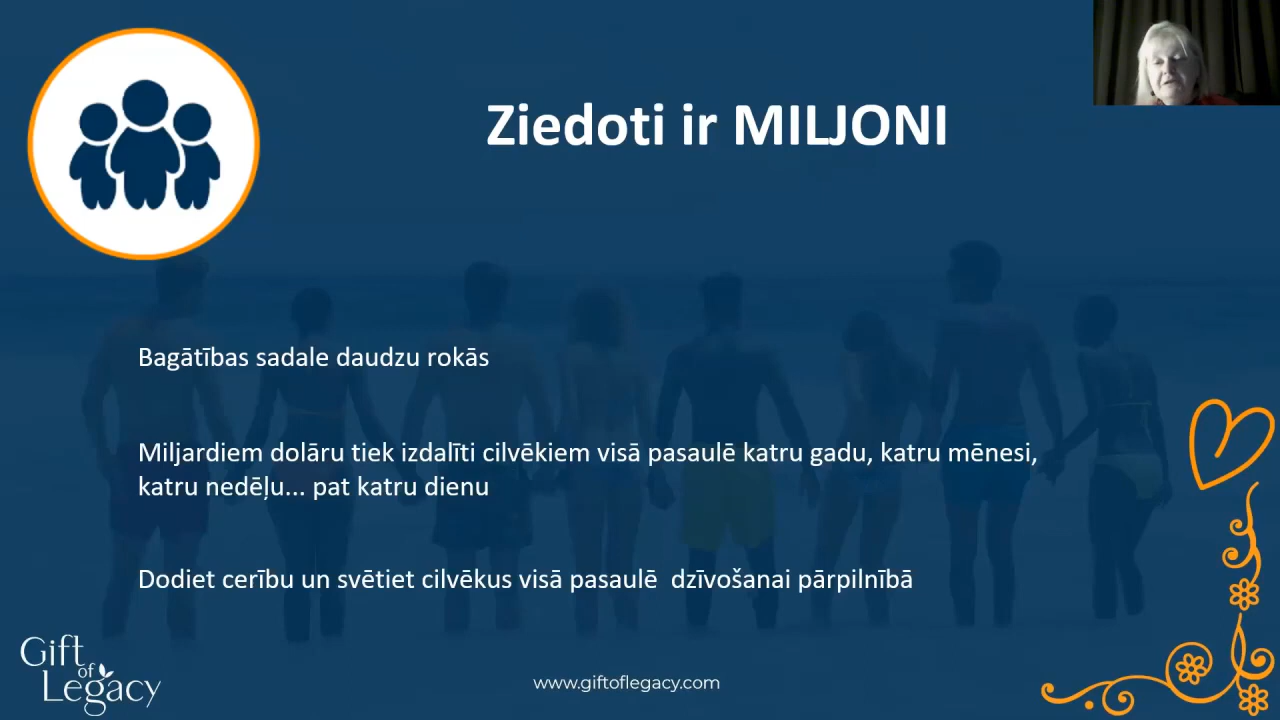 Ziedoti ir MILJONI
Bagātības sadale daudzu rokās
Miljardiem dolāru tiek izdalīti cilvēkiem visā pasaulē katru gadu, katru mēnesi,
katru nedēļu... pat katru dienu
Dodiet cerību un svētiet cilvēkus visā pasaulē  dzīvošanai pārpilnībā
Gift
of
Legacy
www.giftoflegacy.com